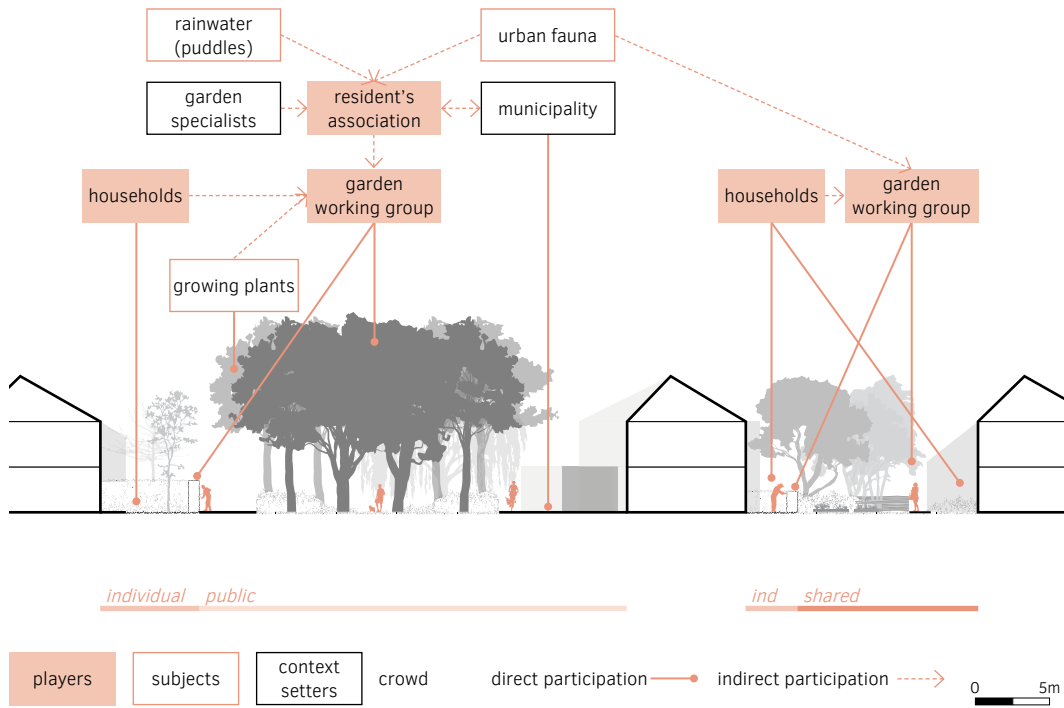 rainwater
(puddles)
urban fauna
garden
specialists
resident's
association
municipality
households
garden
working group
households
garden
working group
growing plants
individual
public
ind
shared
players
subjects
context
setters
crowd
direct participation
indirect participation
0
5m